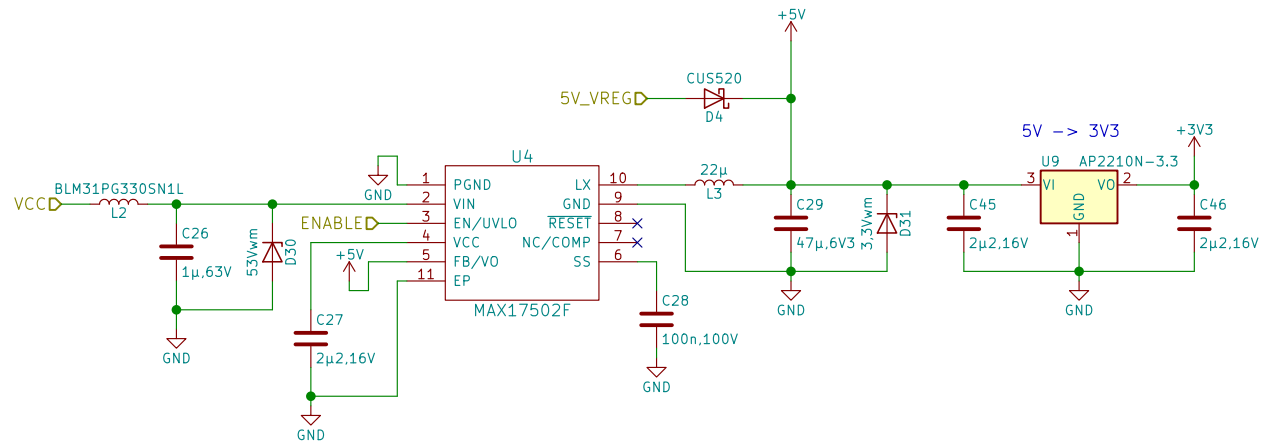 +5V
CUS520
5V_VREG
D4
5V -> 3V3
+3V3
U4
U9 AP2210N-3.3
22µ
L3
BLM31PG330SN1L
VCC
L2
GND
1 PGND LX 10
2 VIN GND 9
ENABLE 3 EN/UVLO RESET 8
4 VCC NC/COMP 7
5 FB/VO SS 6
11 EP
MAX17502F
+5V
C26
1µ,63V
53Vwm
D30
GND
C27
2µ2,16V
GND
C28
100n,100V
GND
C29
47µ,6V3
3,3Vwm
D31
GND
C45
2µ2,16V
3 VI VO 2
GND
1
GND
C46
2µ2,16V